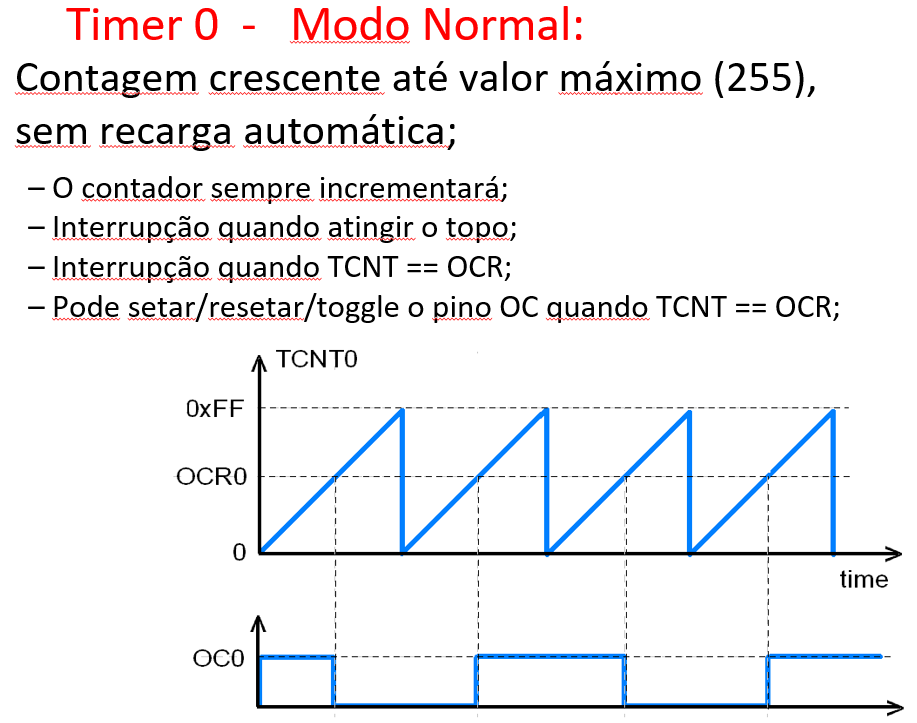 Timer 0 - Modo Normal:
Contagem crescente até valor máximo (255),
sem recarga automática;
– O contador sempre incrementará;
– Interrupção quando atingir o topo;
– Interrupção quando TCNT == OCR;
– Pode setar/resetar/toggle o pino OC quando TCNT == OCR;
TCNT0
0xFF
OCR0
0
time
OC0